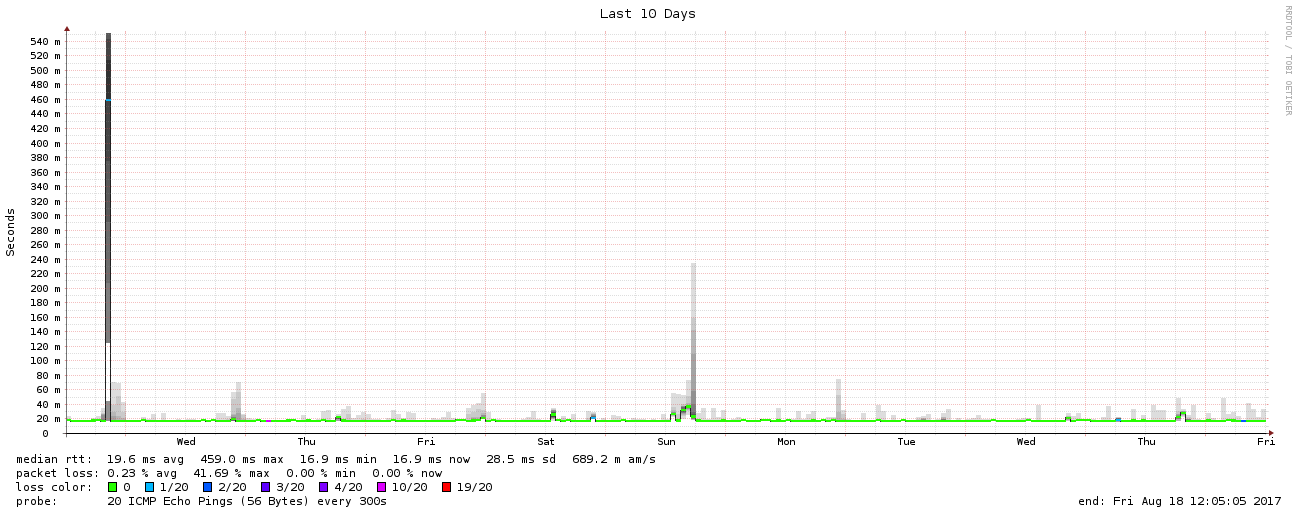 Last 10 Days
RRDTOOL / TOBI OETIKER
Seconds
540 m
520 m
500 m
480 m
460 m
440 m
420 m
400 m
380 m
360 m
340 m
320 m
300 m
280 m
260 m
240 m
220 m
200 m
180 m
160 m
140 m
120 m
100 m
80 m
60 m
40 m
20 m
0
Wed Thu Fri Sat Sun Mon Tue Wed Thu Fri
median rtt: 19.6 ms avg 459.0 ms max 16.9 ms min 16.9 ms now 28.5 ms sd 689.2 m am/s
packet loss: 0.23 % avg 41.69 % max 0.00 % min 0.00 % now
loss color: 0 1/20 2/20 3/20 4/20 10/20 19/20
probe: 20 ICMP Echo Pings (56 Bytes) every 300s end: Fri Aug 18 12:05:05 2017